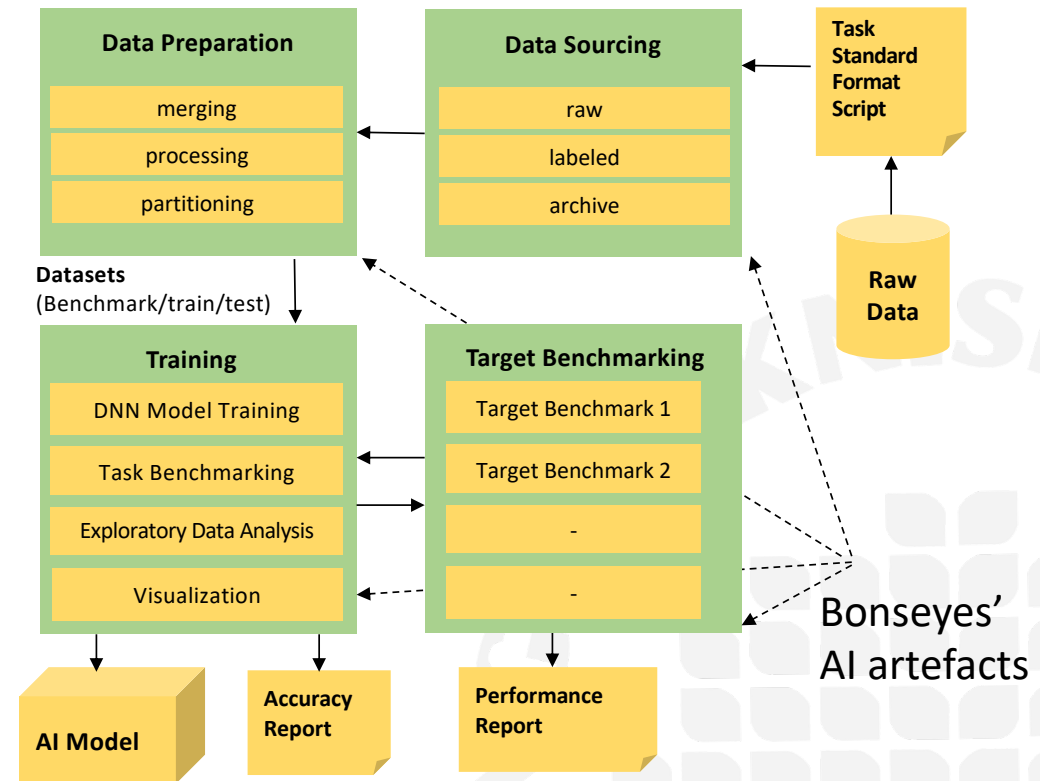 Data Preparation
merging
processing
partitioning
Data Sourcing
raw
labeled
archive
Task
Standard
Format
Script
Raw
Data
Datasets
(Benchmark/train/test)
Training
DNN Model Training
Task Benchmarking
Exploratory Data Analysis
Visualization
Target Benchmarking
Target Benchmark 1
Target Benchmark 2
-
-
Bonseyes’
AI artefacts
AI Model
Accuracy
Report
Performance
Report